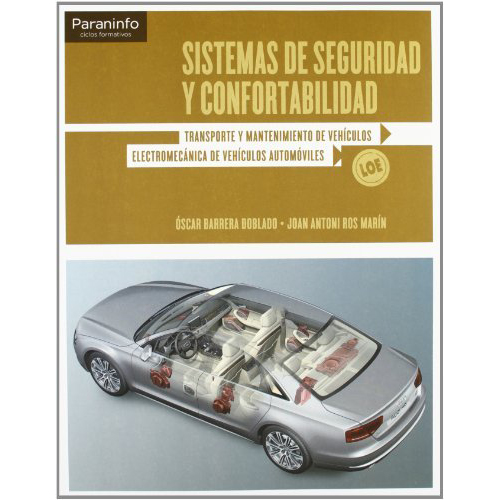 Paraninfo
ciclos formativos
SISTEMAS DE SEGURIDAD
Y CONFORTABILIDAD
TRANSPORTE Y MANTENIMIENTO DE VEHÍCULOS
ELECTROMECÁNICA DE VEHÍCULOS AUTOMÓVILES
LOE
ÓSCAR BARRERA DOBLADO • JOAN ANTONI ROS MARÍN